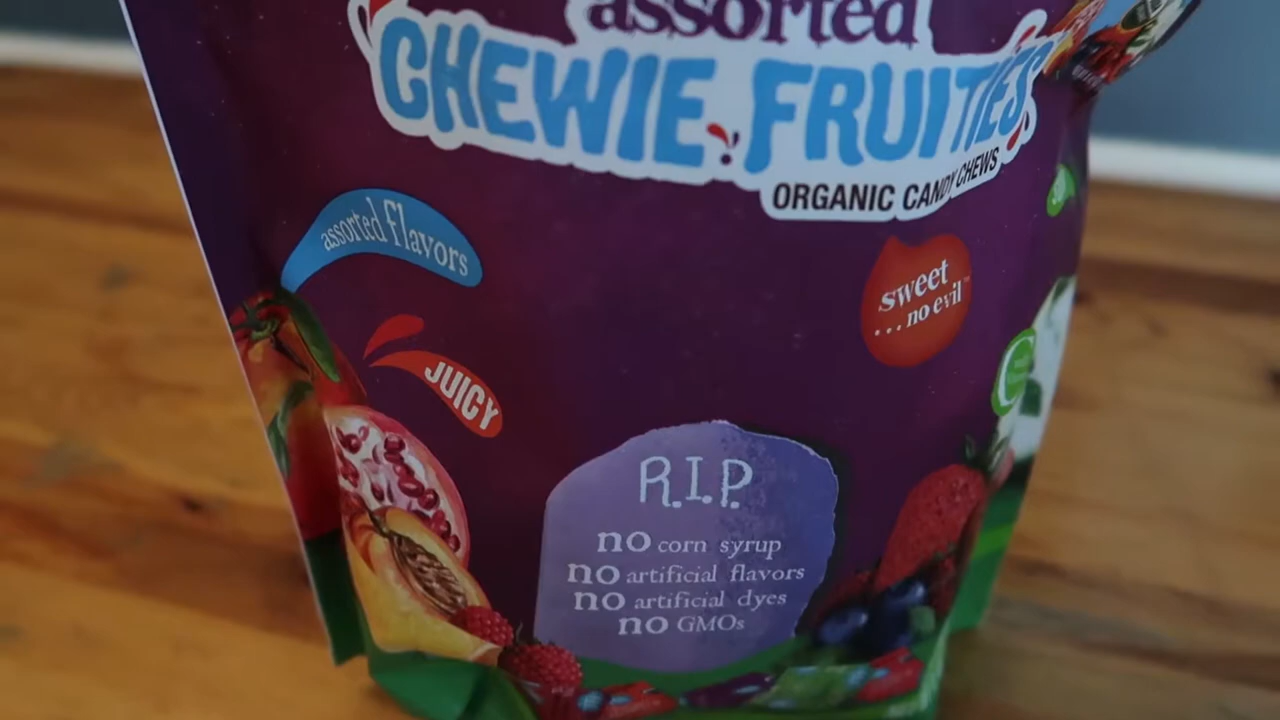 assorted
CHEWIE FRUITIES
ORGANIC CANDY CHEWS
assorted flavors
sweet
... no evil
JUICY
R.I.P.
no corn syrup
no artificial flavors
no artificial dyes
no GMOs